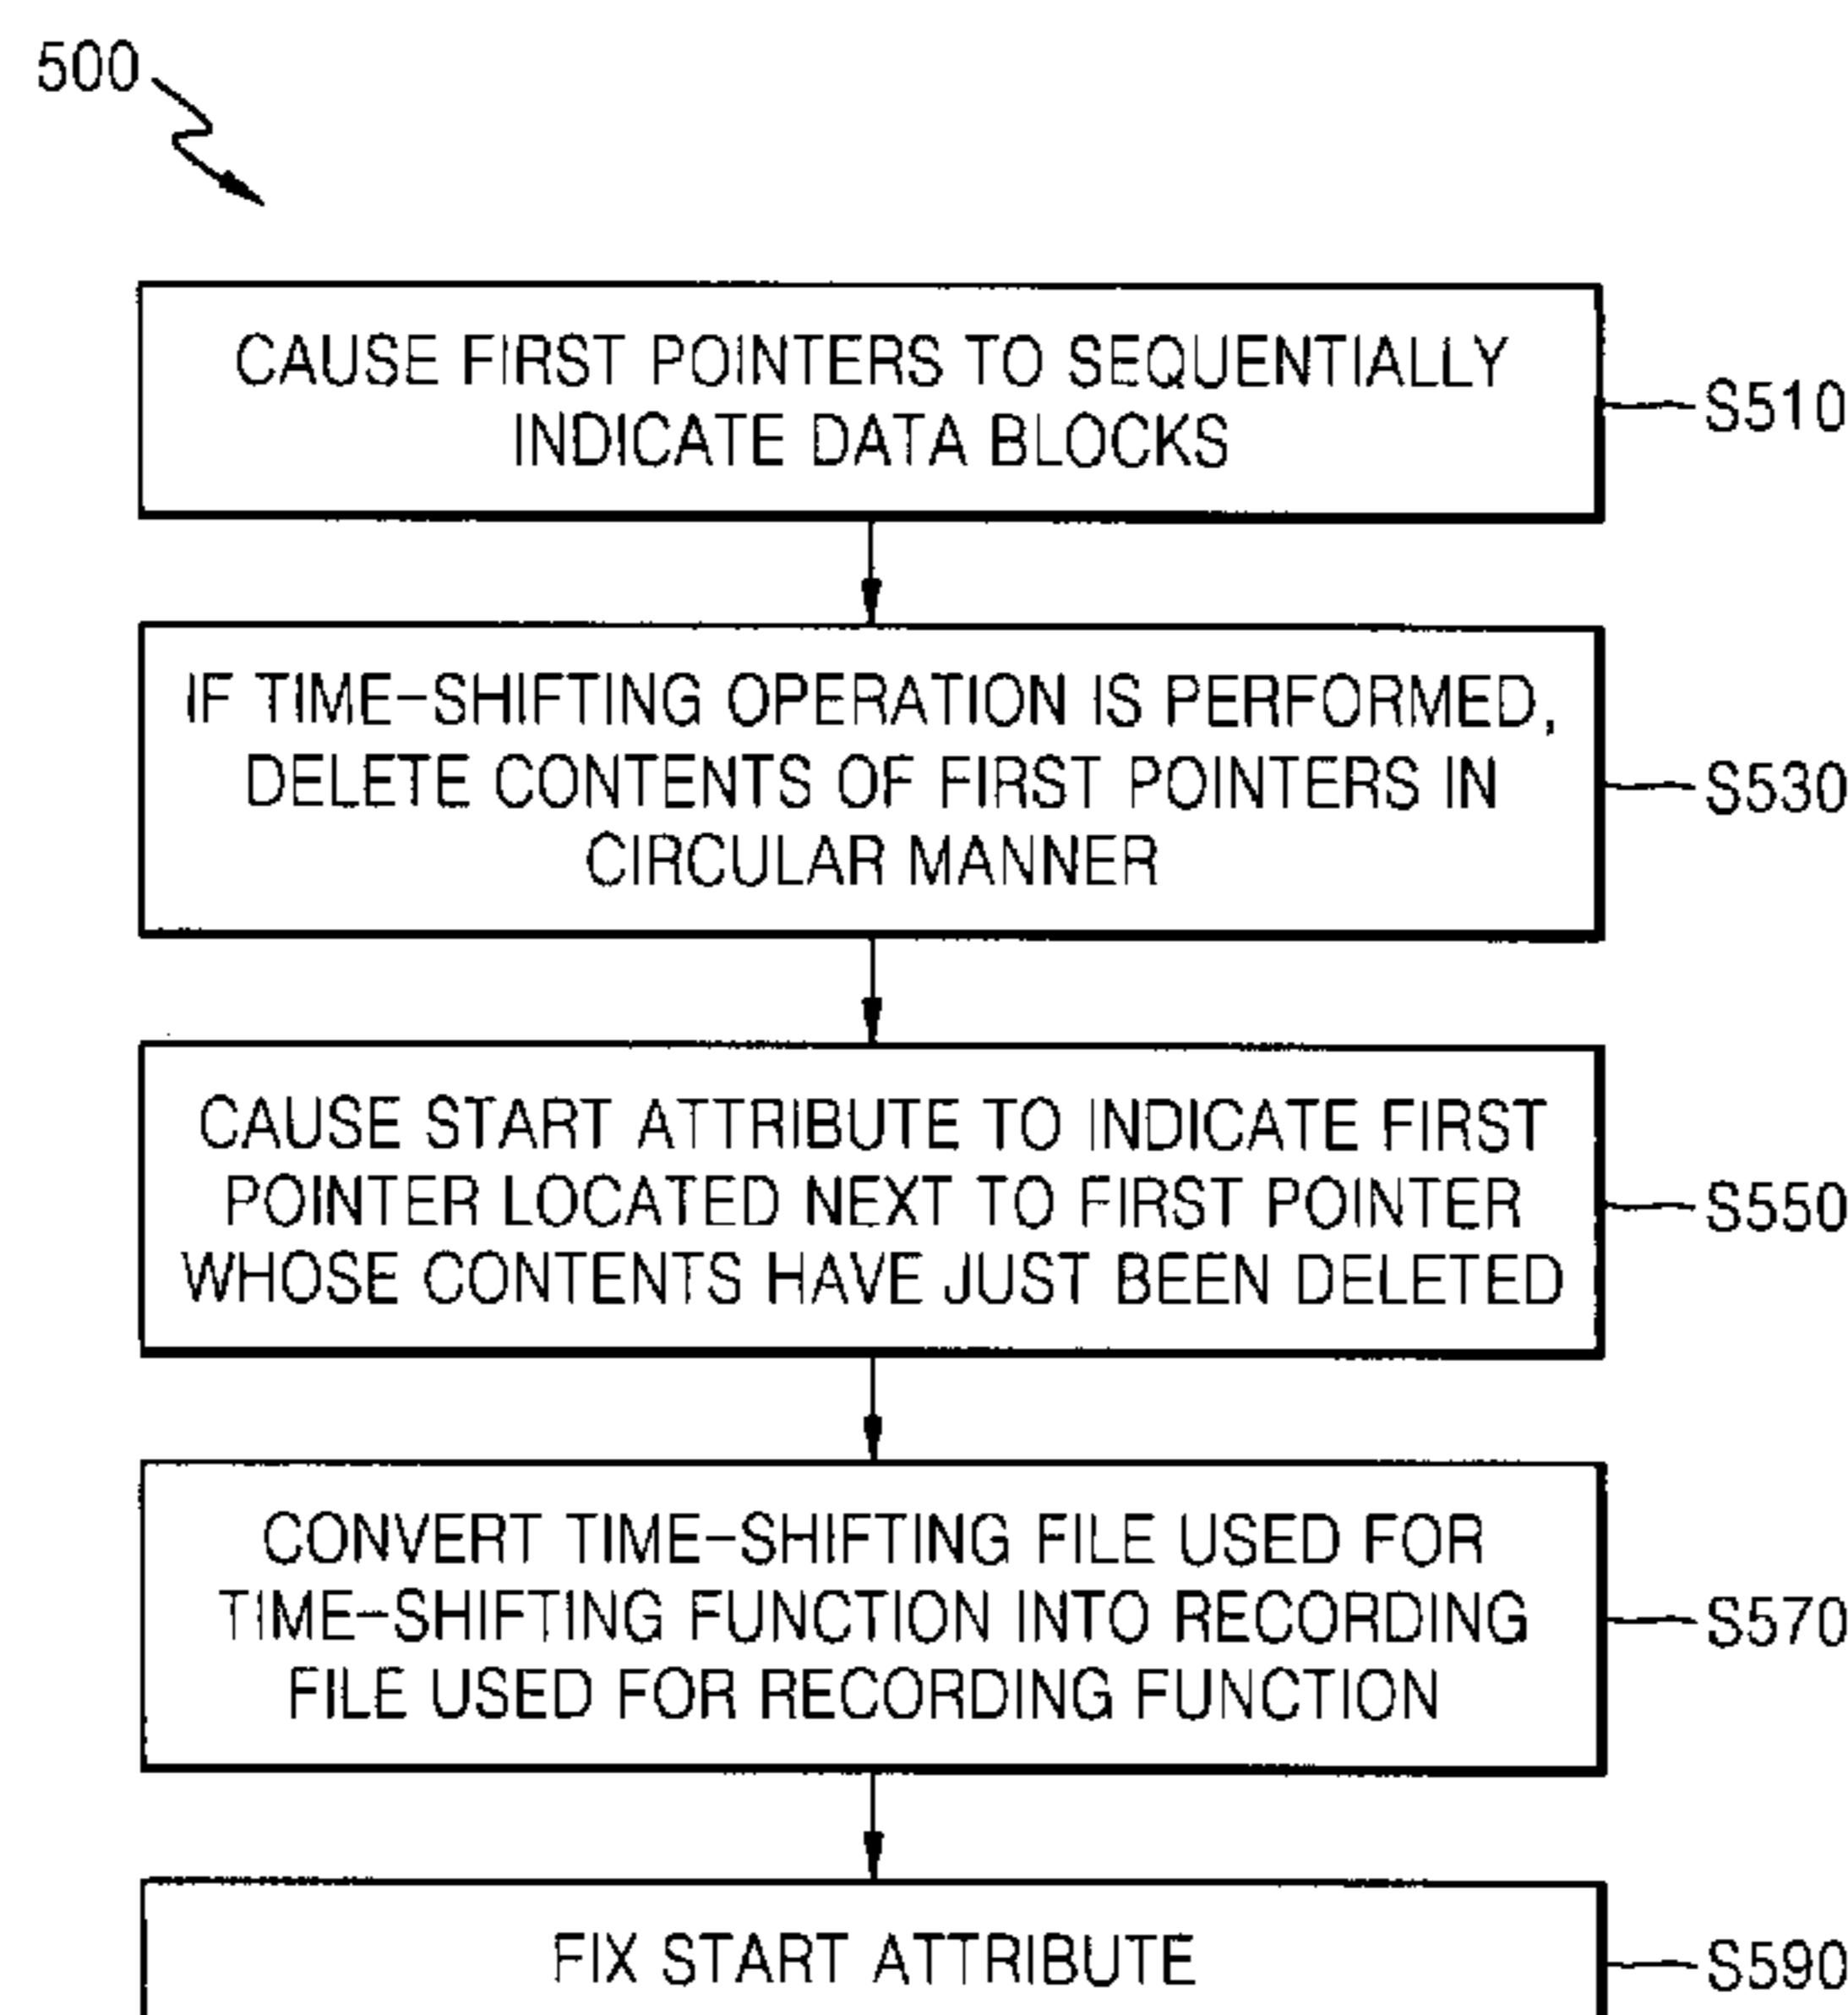 500
CAUSE FIRST POINTERS TO SEQUENTIALLY
INDICATE DATA BLOCKS
S510
IF TIME-SHIFTING OPERATION IS PERFORMED,
DELETE CONTENTS OF FIRST POINTERS IN
CIRCULAR MANNER
S530
CAUSE START ATTRIBUTE TO INDICATE FIRST
POINTER LOCATED NEXT TO FIRST POINTER
WHOSE CONTENTS HAVE JUST BEEN DELETED
S550
CONVERT TIME-SHIFTING FILE USED FOR
TIME-SHIFTING FUNCTION INTO RECORDING
FILE USED FOR RECORDING FUNCTION
S570
FIX START ATTRIBUTE
S590